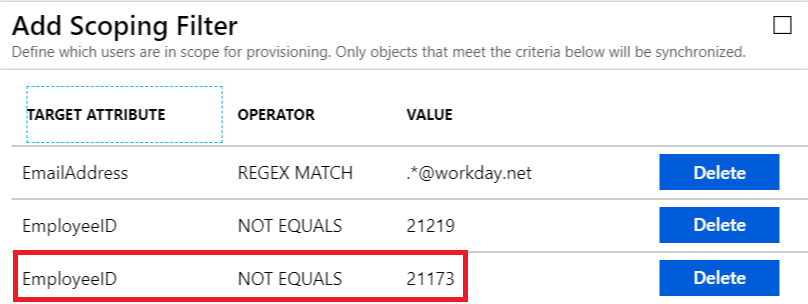 Add Scoping Filter
Define which users are in scope for provisioning. Only objects that meet the criteria below will be synchronized.
TARGET ATTRIBUTE OPERATOR VALUE
EmailAddress REGEX MATCH .*@workday.net Delete
EmployeeID NOT EQUALS 21219 Delete
EmployeeID NOT EQUALS 21173 Delete